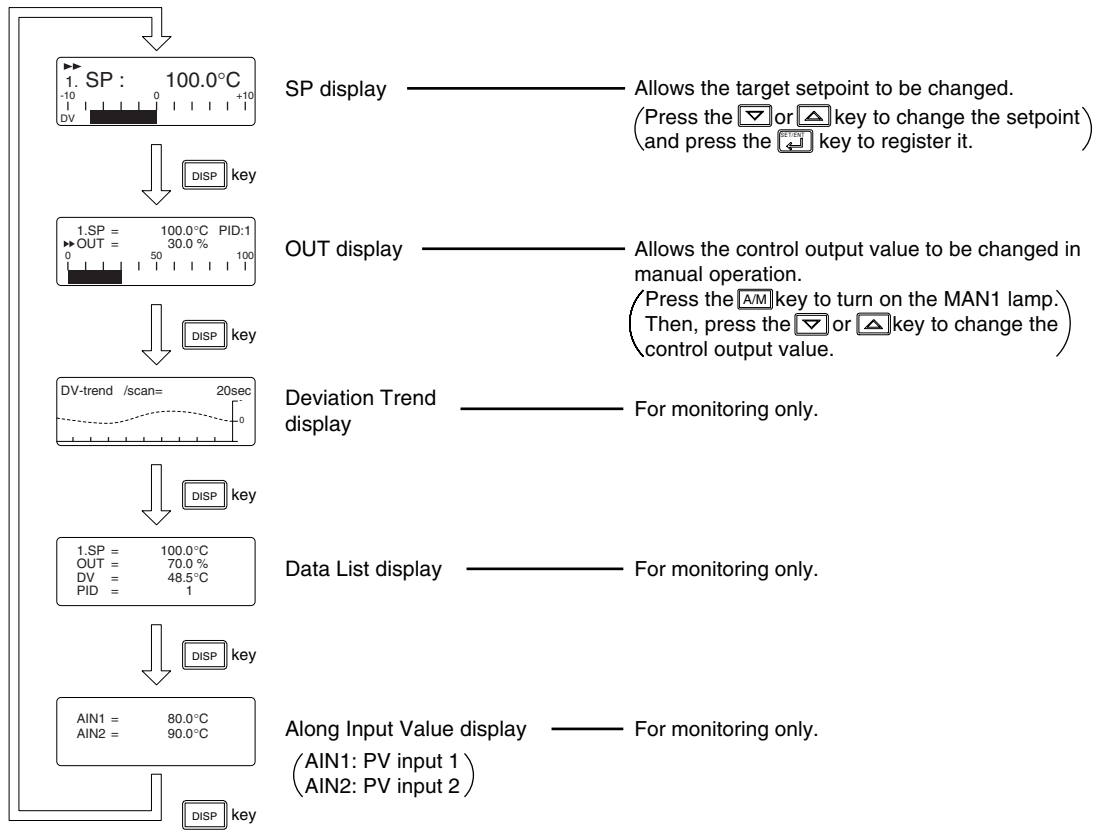 1. SP : 100.0°C
-10 0 +10
DV
SP display
Allows the target setpoint to be changed.
Press the ▽ or △ key to change the setpoint
and press the SET/ENT key to register it.
DISP key
1.SP = 100.0°C PID:1
OUT = 30.0 %
0 50 100
OUT display
Allows the control output value to be changed in
manual operation.
Press the A/M key to turn on the MAN1 lamp.
Then, press the ▽ or △ key to change the
control output value.
DISP key
DV-trend /scan= 20sec
-
0
Deviation Trend
display
For monitoring only.
DISP key
1.SP = 100.0°C
OUT = 70.0 %
DV = 48.5°C
PID = 1
Data List display
For monitoring only.
DISP key
AIN1 = 80.0°C
AIN2 = 90.0°C
Along Input Value display
For monitoring only.
(AIN1: PV input 1
AIN2: PV input 2)
DISP key